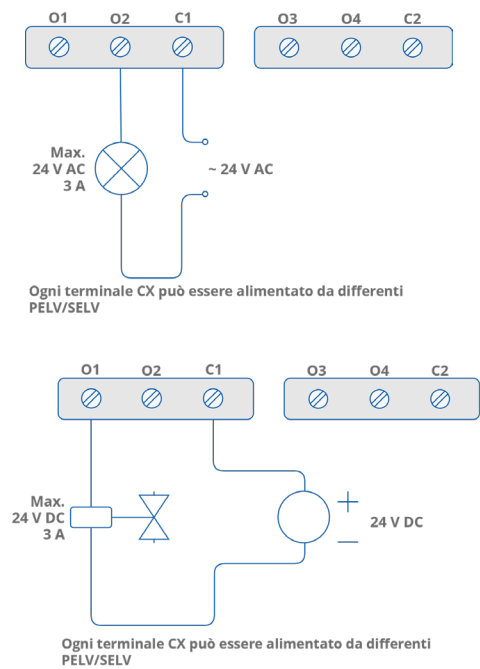 O1 O2 C1 O3 O4 C2
Max.
24 V AC
3 A
~ 24 V AC
Ogni terminale CX può essere alimentato da differenti
PELV/SELV
O1 O2 C1 O3 O4 C2
Max.
24 V DC
3 A
24 V DC
Ogni terminale CX può essere alimentato da differenti
PELV/SELV